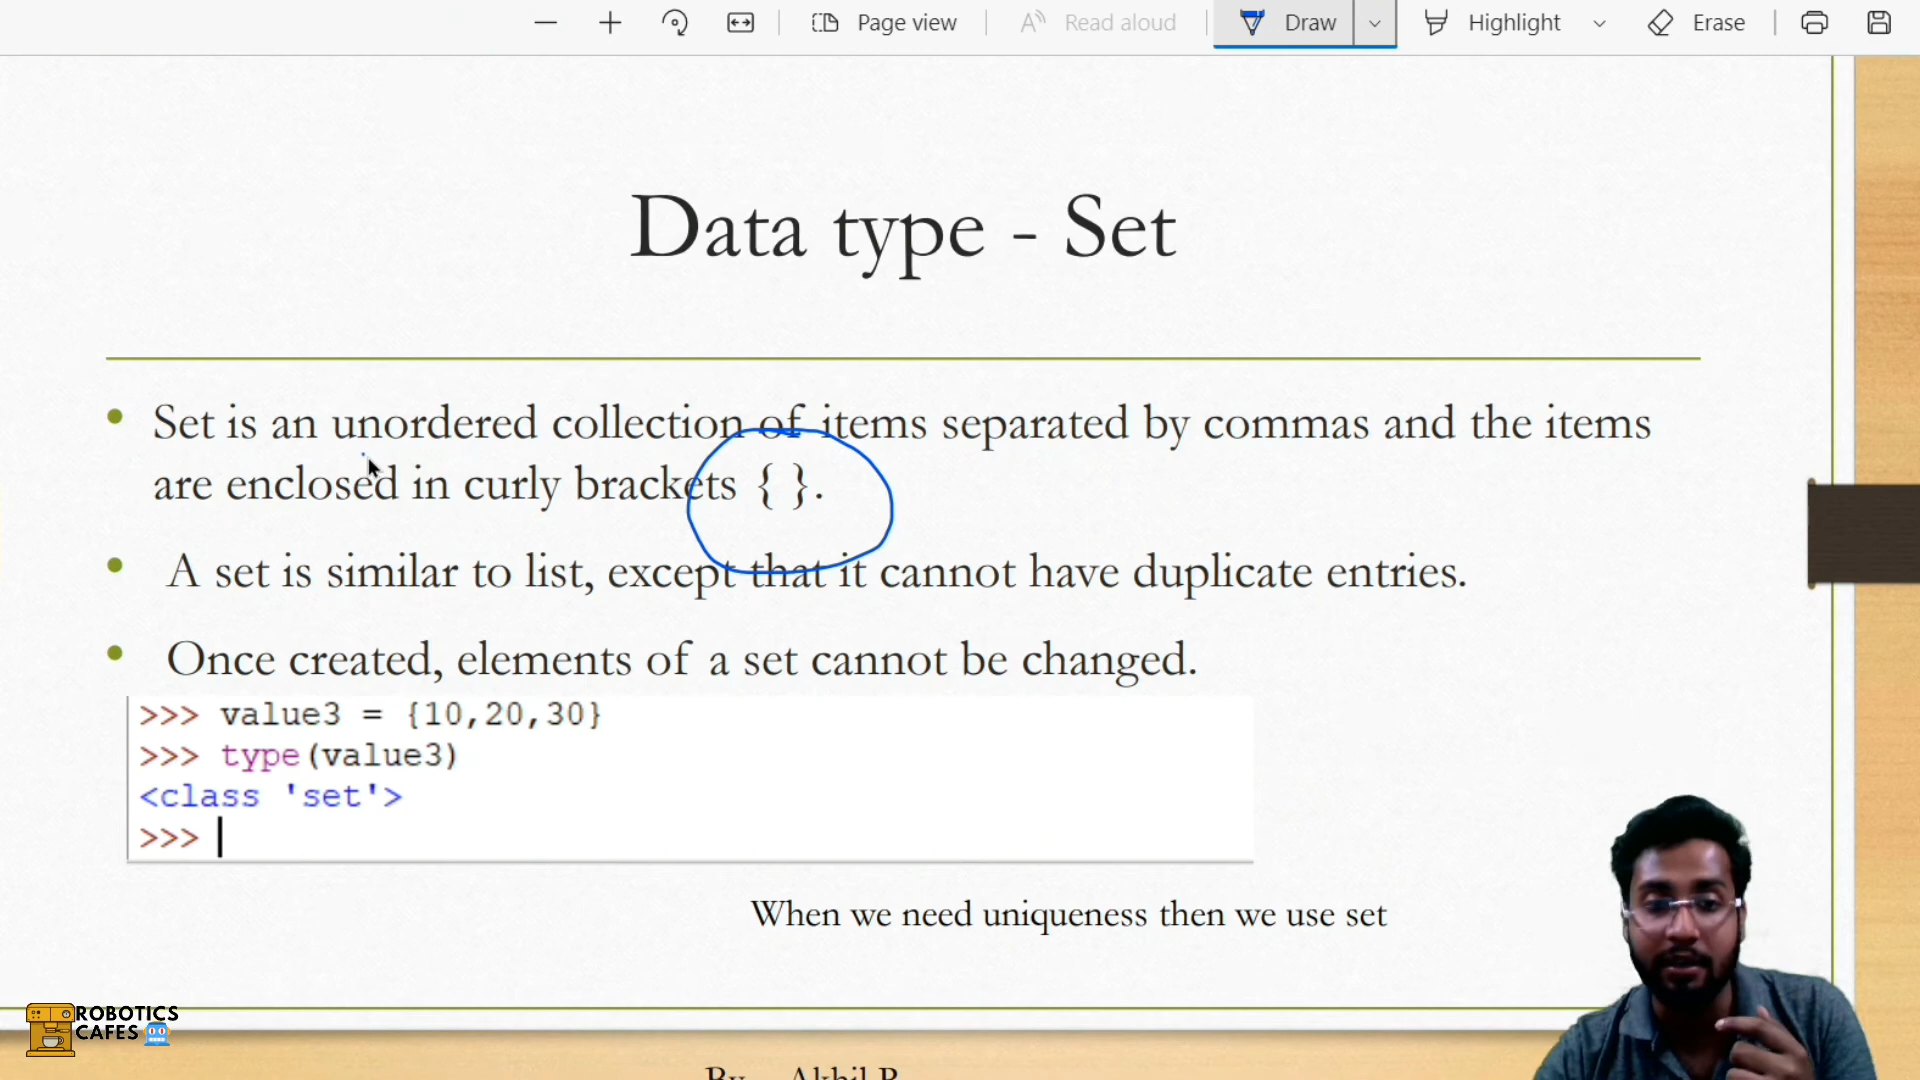 Page view
Read aloud
Draw
Highlight
Erase
Data type - Set
Set is an unordered collection of items separated by commas and the items
are enclosed in curly brackets { }.
A set is similar to list, except that it cannot have duplicate entries.
Once created, elements of a set cannot be changed.
>>> value3 = {10,20,30}
>>> type(value3)
<class 'set'>
>>>
When we need uniqueness then we use set
ROBOTICS
CAFES
By Akhil R